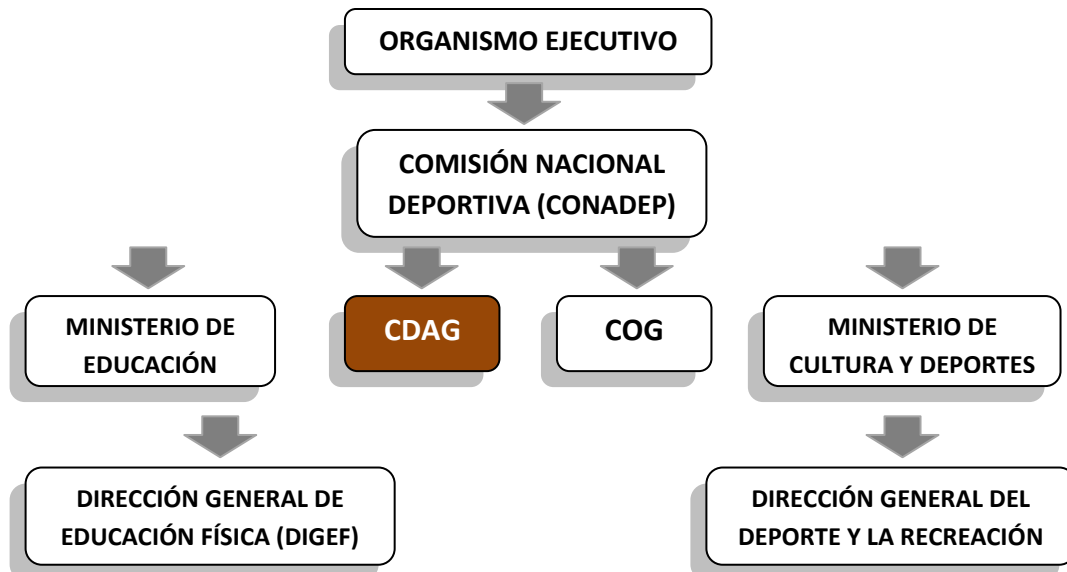 ORGANISMO EJECUTIVO
COMISIÓN NACIONAL
DEPORTIVA (CONADEP)
MINISTERIO DE
EDUCACIÓN
CDAG
COG
MINISTERIO DE
CULTURA Y DEPORTES
DIRECCIÓN GENERAL DE
EDUCACIÓN FÍSICA (DIGEF)
DIRECCIÓN GENERAL DEL
DEPORTE Y LA RECREACIÓN